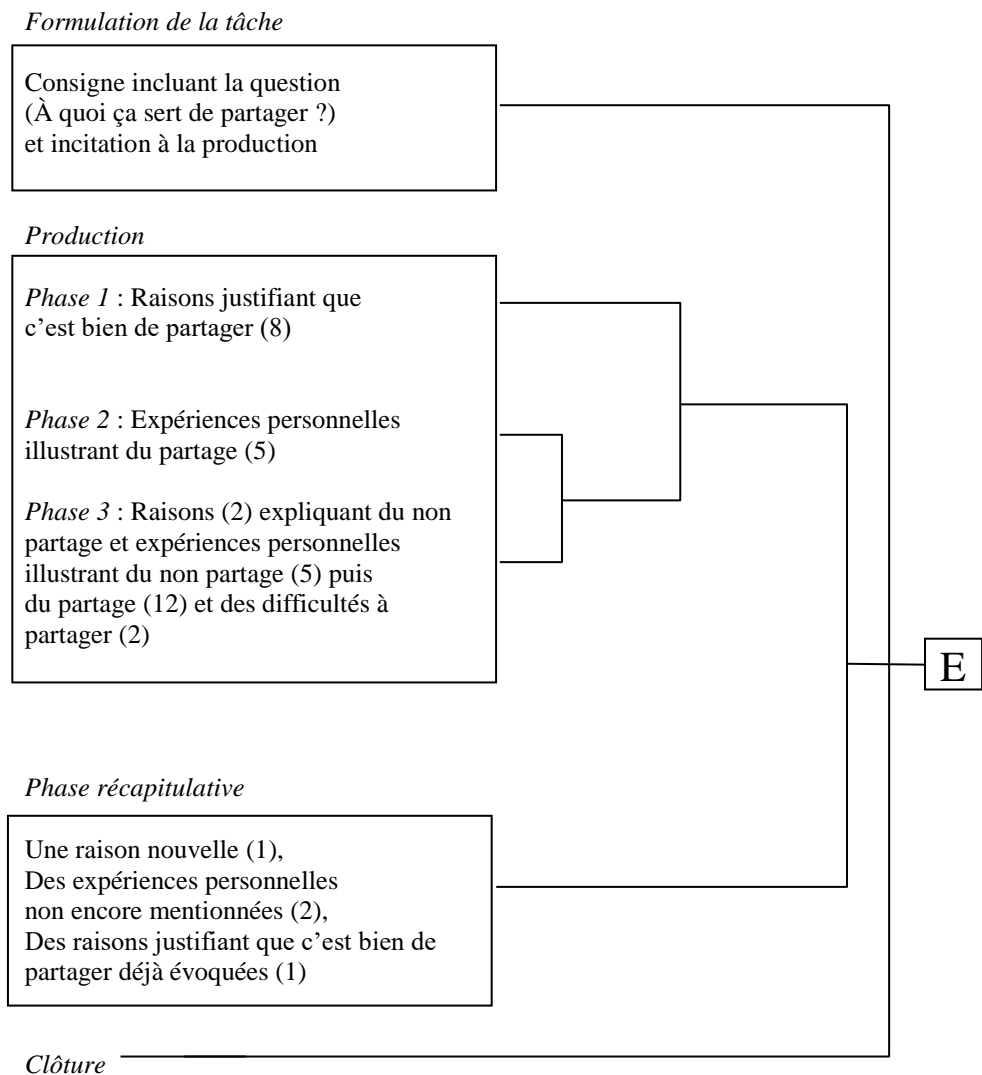 Formulation de la tâche
Consigne incluant la question
(À quoi ça sert de partager ?)
et incitation à la production
Production
Phase 1 : Raisons justifiant que
c’est bien de partager (8)
Phase 2 : Expériences personnelles
illustrant du partage (5)
Phase 3 : Raisons (2) expliquant du non
partage et expériences personnelles
illustrant du non partage (5) puis
du partage (12) et des difficultés à
partager (2)
E
Phase récapitulative
Une raison nouvelle (1),
Des expériences personnelles
non encore mentionnées (2),
Des raisons justifiant que c’est bien de
partager déjà évoquées (1)
Clôture